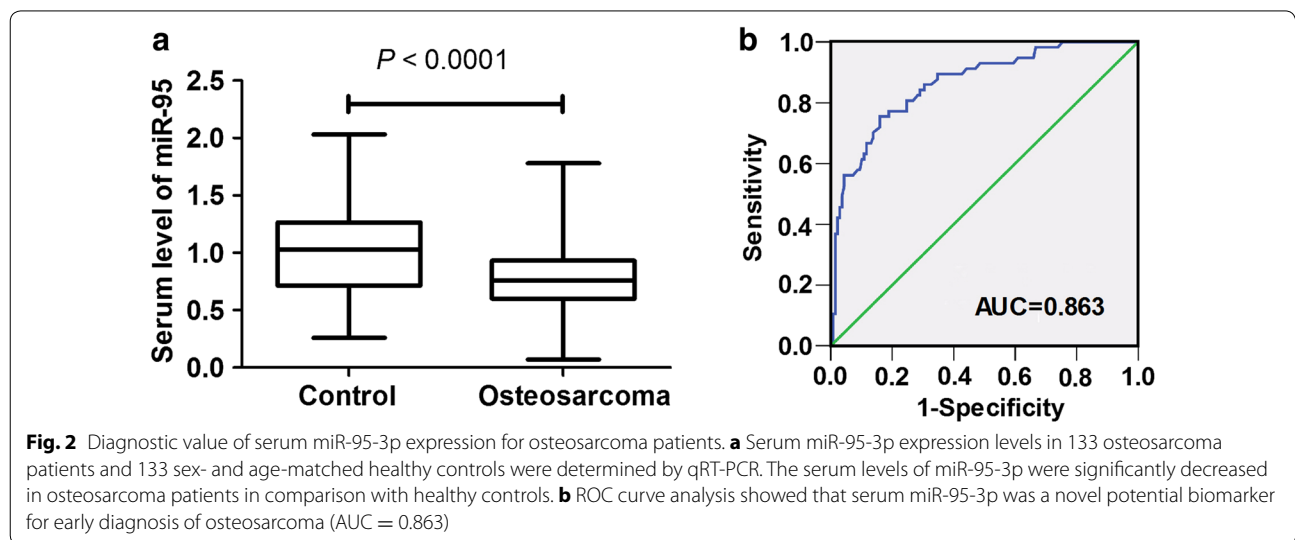 a
P < 0.0001
Serum level of miR-95
2.5
2.0
1.5
1.0
0.5
0.0
Control Osteosarcoma
b
Sensitivity
1.0
0.8
0.6
0.4
0.2
0.0
AUC=0.863
0.0 0.2 0.4 0.6 0.8 1.0
1-Specificity
Fig. 2 Diagnostic value of serum miR-95-3p expression for osteosarcoma patients. a Serum miR-95-3p expression levels in 133 osteosarcoma
patients and 133 sex- and age-matched healthy controls were determined by qRT-PCR. The serum levels of miR-95-3p were significantly decreased
in osteosarcoma patients in comparison with healthy controls. b ROC curve analysis showed that serum miR-95-3p was a novel potential biomarker
for early diagnosis of osteosarcoma (AUC = 0.863)